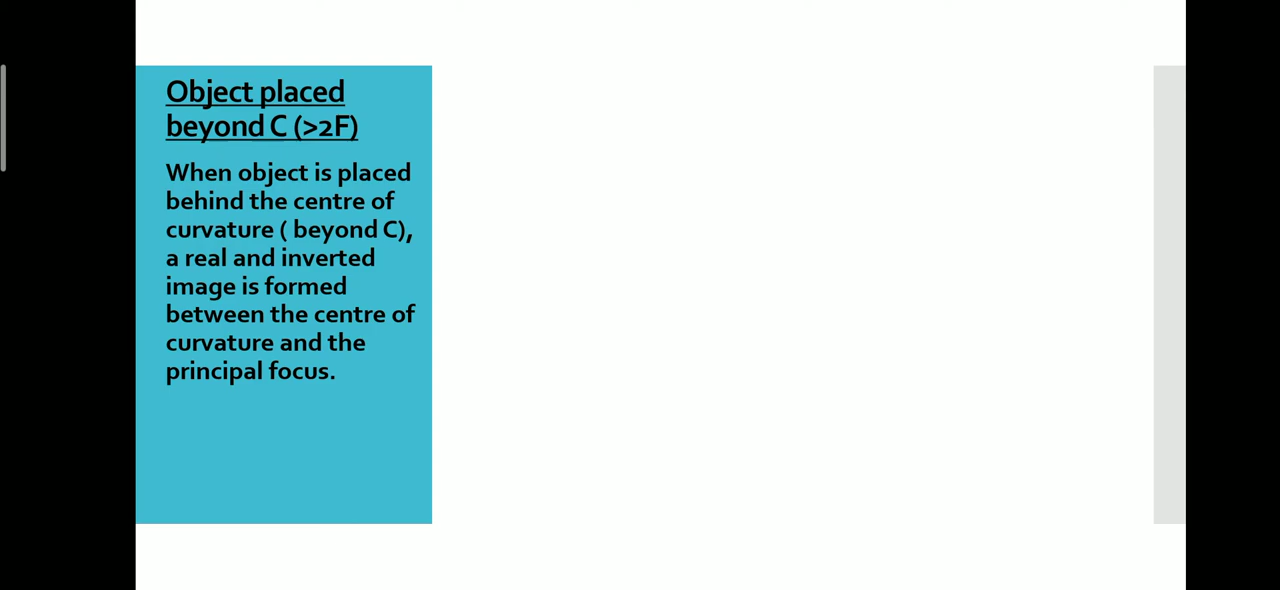 Object placed
beyond C (>2F)
When object is placed
behind the centre of
curvature ( beyond C),
a real and inverted
image is formed
between the centre of
curvature and the
principal focus.